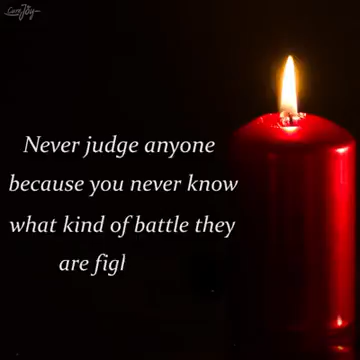 Never judge anyone
because you never know
what kind of battle they
are figl